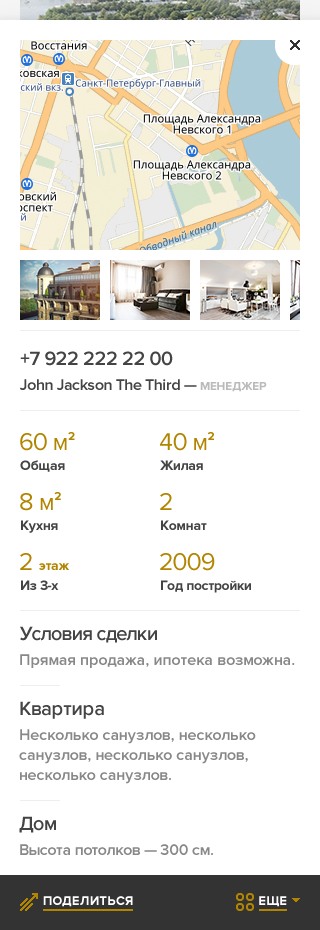 Восстания
ковская
ский вкз.
Санкт-Петербург-Главный
Площадь Александра
Невского 1
Площадь Александра
Невского 2
овский
оспект
Обводный канал
+7 922 222 22 00
John Jackson The Third — МЕНЕДЖЕР
60 м² 40 м²
Общая Жилая
8 м² 2
Кухня Комнат
2 этаж 2009
Из 3-х Год постройки
Условия сделки
Прямая продажа, ипотека возможна.
Квартира
Несколько санузлов, несколько
санузлов, несколько санузлов,
несколько санузлов.
Дом
Высота потолков — 300 см.
ПОДЕЛИТЬСЯ ЕЩЕ